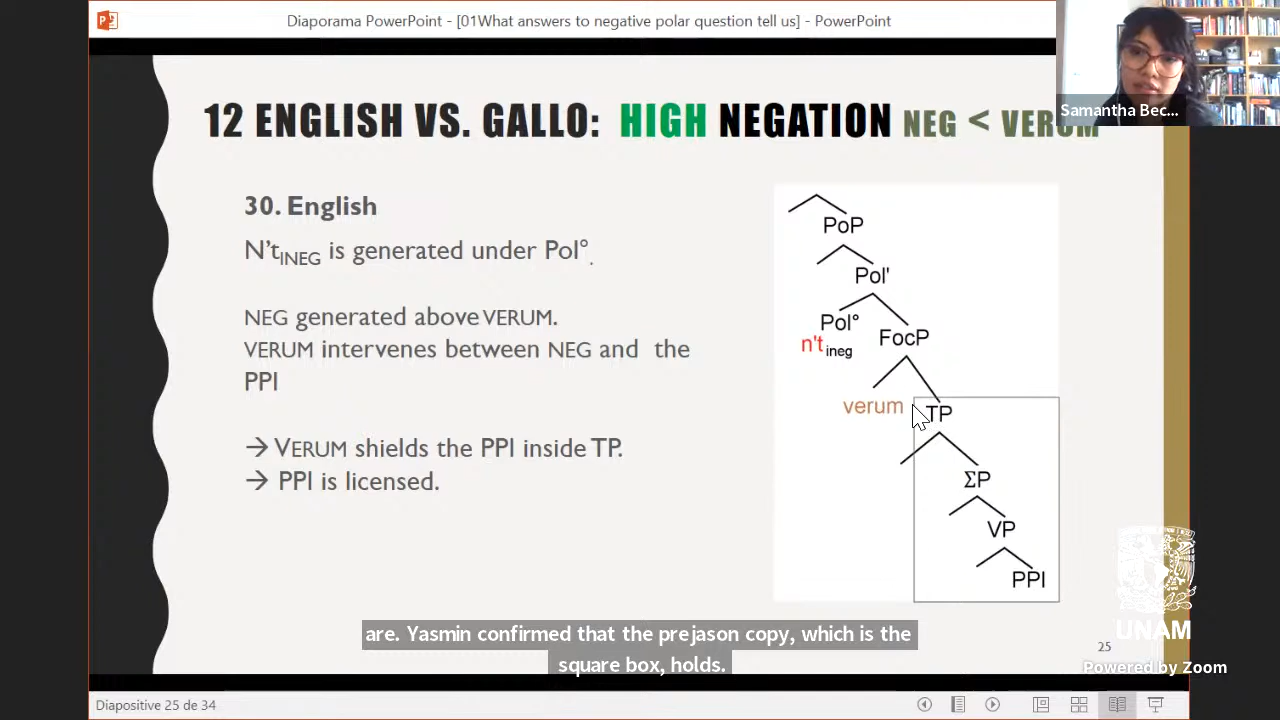 Diaporama PowerPoint - [01What answers to negative polar question tell us] - PowerPoint
Samantha Bec...
12 ENGLISH VS. GALLO: HIGH NEGATION NEG < VERUM
30. English
N't INEG is generated under Pol°.
NEG generated above VERUM.
VERUM intervenes between NEG and the
PPI
→ VERUM shields the PPI inside TP.
→ PPI is licensed.
PoP
Pol'
Pol°
n't ineg
FocP
verum
TP
ΣP
VP
PPI
are. Yasmin confirmed that the prejason copy, which is the
square box, holds.
UNAM
25
Powered by Zoom
Diapositive 25 de 34